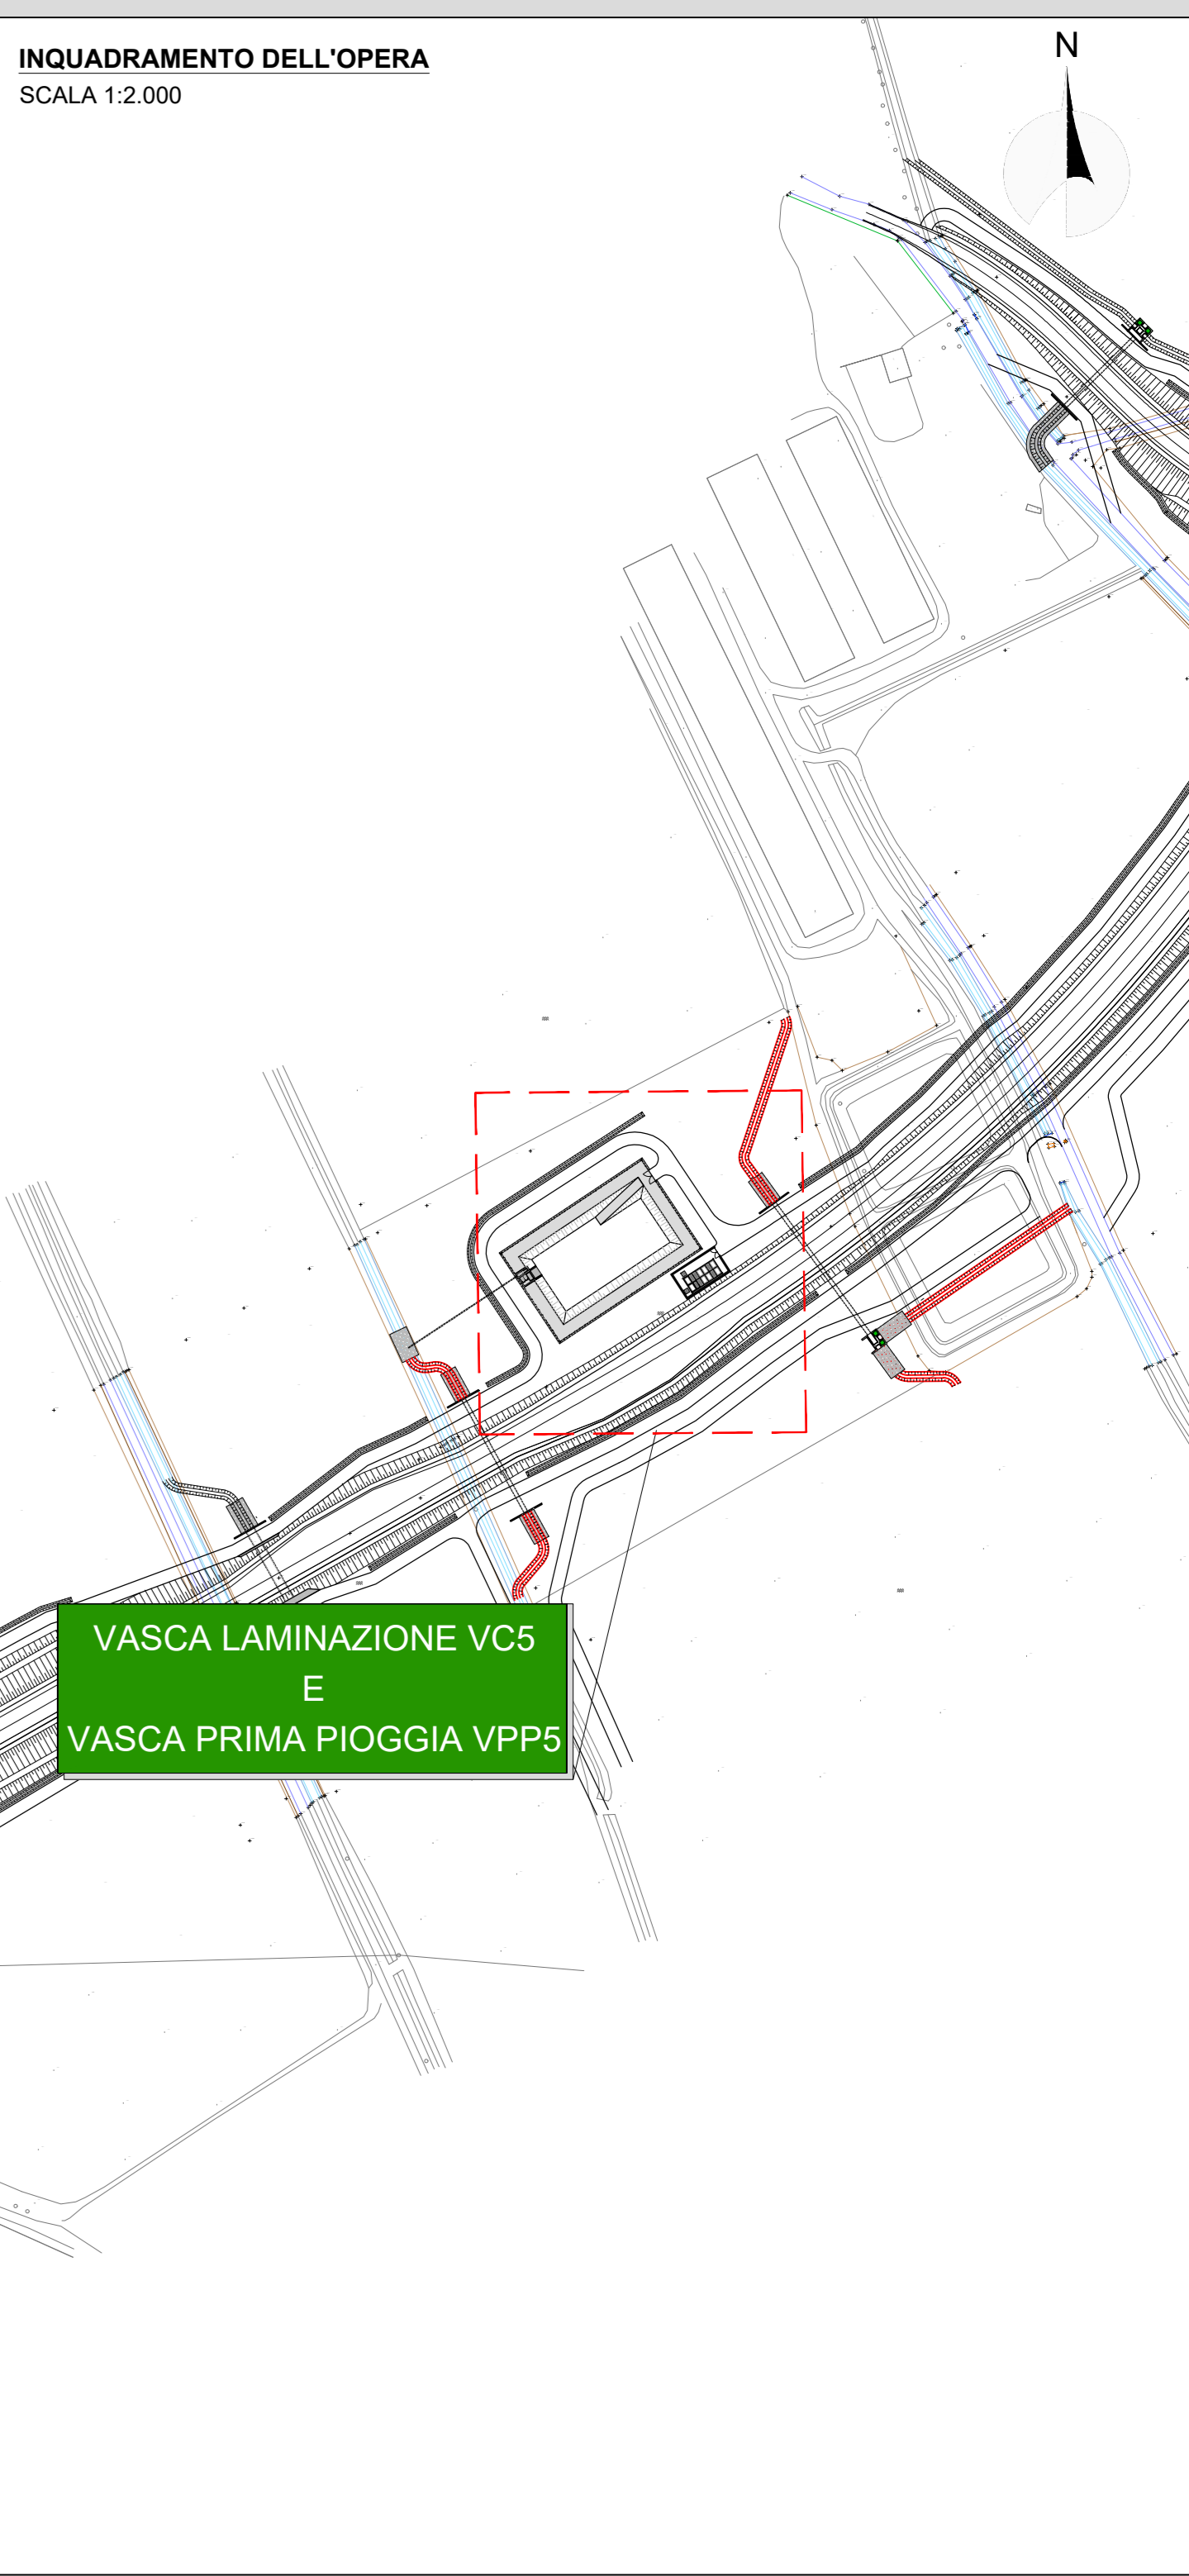 INQUADRAMENTO DELL'OPERA
SCALA 1:2.000
N
VASCA LAMINAZIONE VC5
E
VASCA PRIMA PIOGGIA VPP5